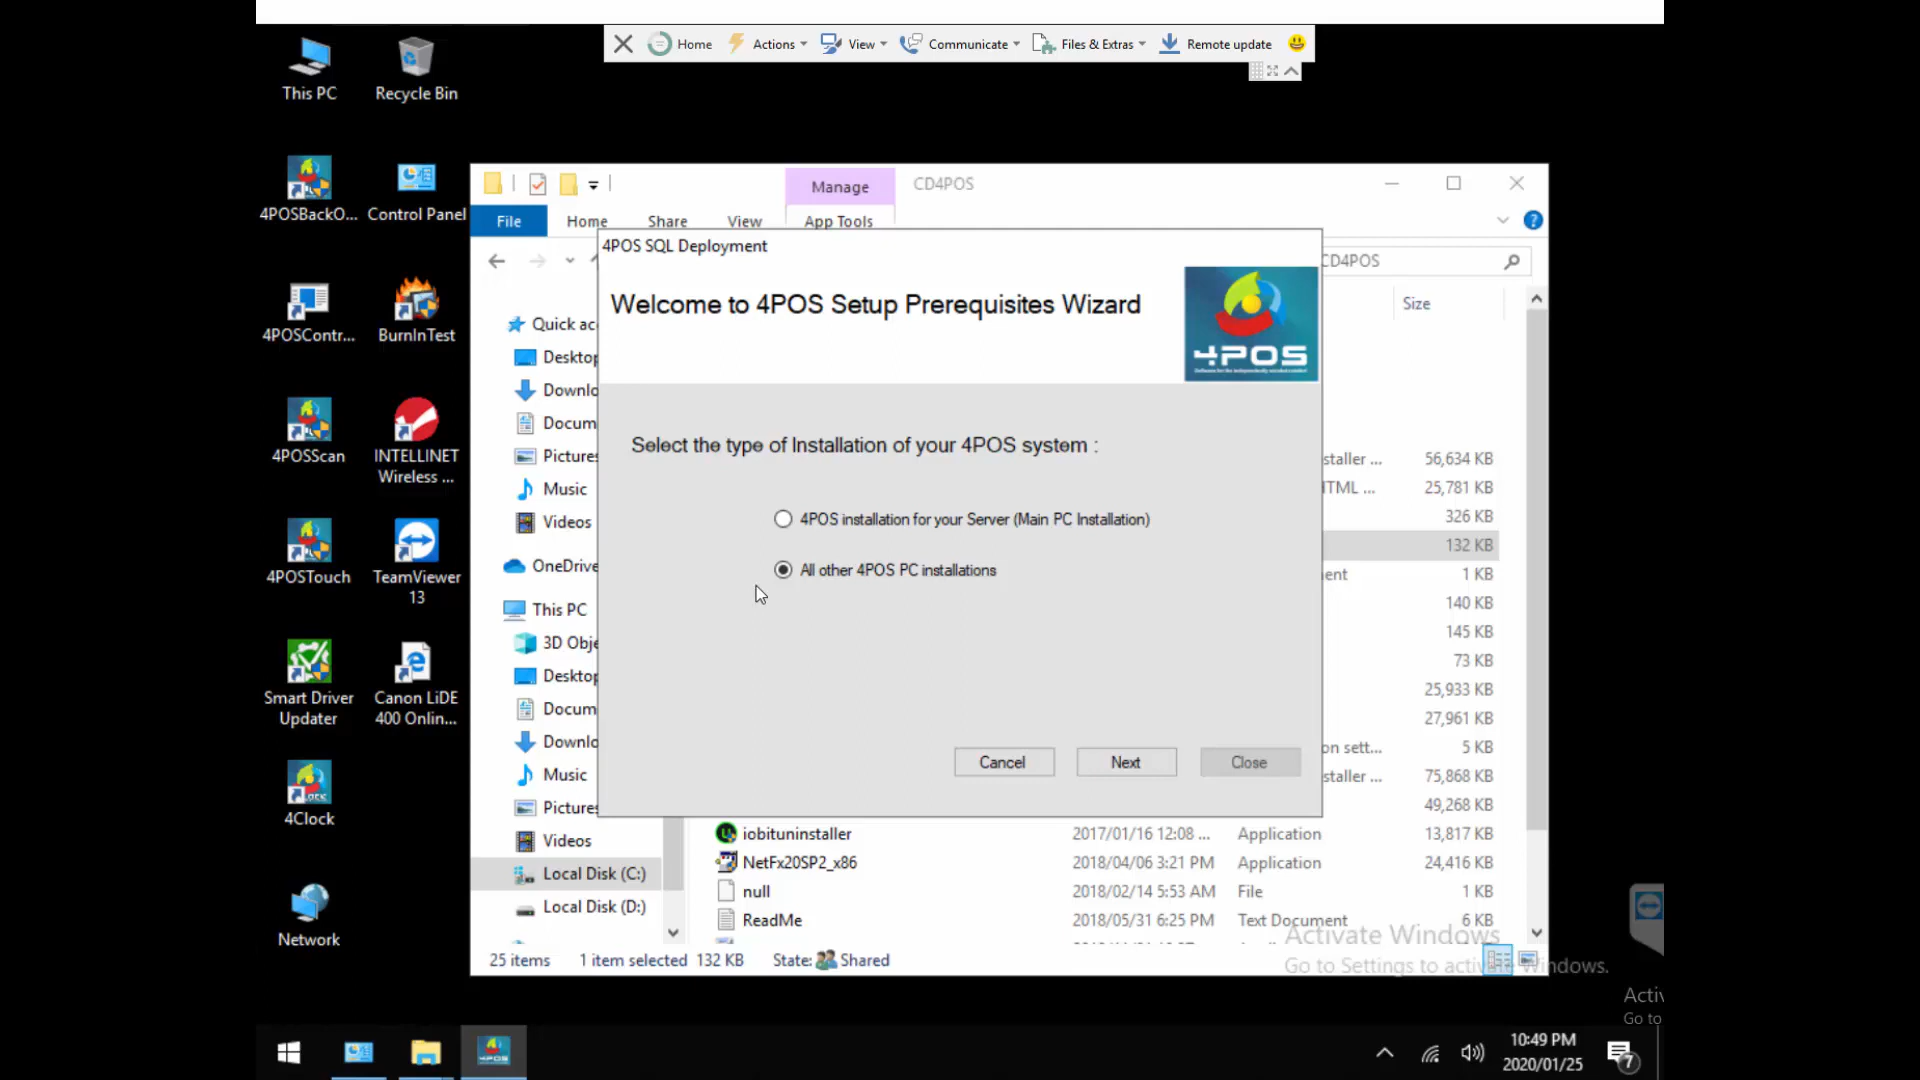 Home
Actions
View
Communicate
Files & Extras
Remote update
This PC
Recycle Bin
4POSBackO...
Control Panel
4POSContr...
BurnInTest
4POSScan
INTELLINET
Wireless ...
4POSTouch
TeamViewer
13
Smart Driver
Updater
Canon LiDE
400 Onlin...
4Clock
Network
Manage
CD4POS
File
Home
Share
View
App Tools
CD4POS
Size
4POS SQL Deployment
Welcome to 4POS Setup Prerequisites Wizard
4POS
Select the type of Installation of your 4POS system :
4POS installation for your Server (Main PC Installation)
All other 4POS PC installations
Cancel
Next
Close
Quick ac
Desktop
Downlo
Docum
Pictures
Music
Videos
OneDrive
This PC
3D Obje
Desktop
Docum
Downlo
Music
Pictures
Videos
Local Disk (C:)
Local Disk (D:)
staller ... 56,634 KB
HTML ... 25,781 KB
326 KB
132 KB
ent 1 KB
140 KB
145 KB
73 KB
25,933 KB
27,961 KB
on sett... 5 KB
staller ... 75,868 KB
49,268 KB
iobituninstaller 2017/01/16 12:08 ... Application 13,817 KB
NetFx20SP2_x86 2018/04/06 3:21 PM Application 24,416 KB
null 2018/02/14 5:53 AM File 1 KB
ReadMe 2018/05/31 6:25 PM Text Document 6 KB
25 items 1 item selected 132 KB State: Shared
Activate Windows
Go to Settings to activate Windows.
Activ
Go to
10:49 PM
2020/01/25
7